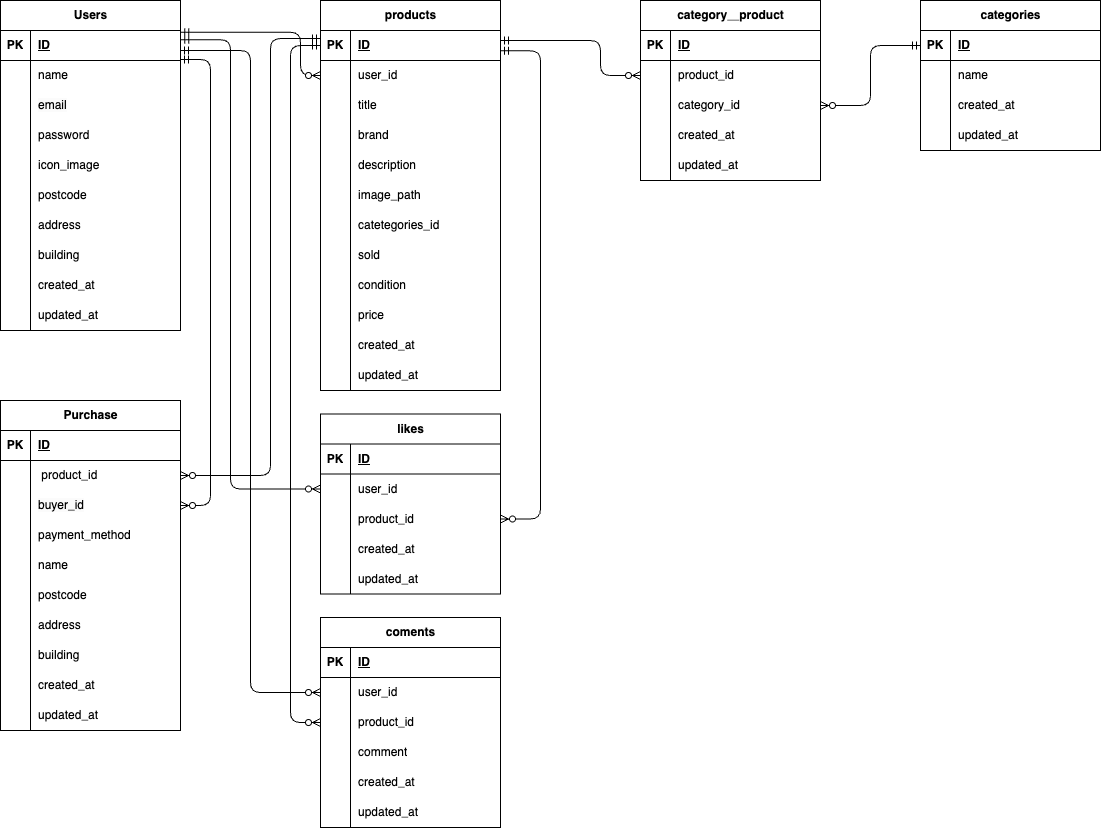 Users
PK ID
name
email
password
icon_image
postcode
address
building
created_at
updated_at
products
PK ID
user_id
title
brand
description
image_path
catetegories_id
sold
condition
price
created_at
updated_at
category__product
PK ID
product_id
category_id
created_at
updated_at
categories
PK ID
name
created_at
updated_at
Purchase
PK ID
product_id
buyer_id
payment_method
name
postcode
address
building
created_at
updated_at
likes
PK ID
user_id
product_id
created_at
updated_at
coments
PK ID
user_id
product_id
comment
created_at
updated_at